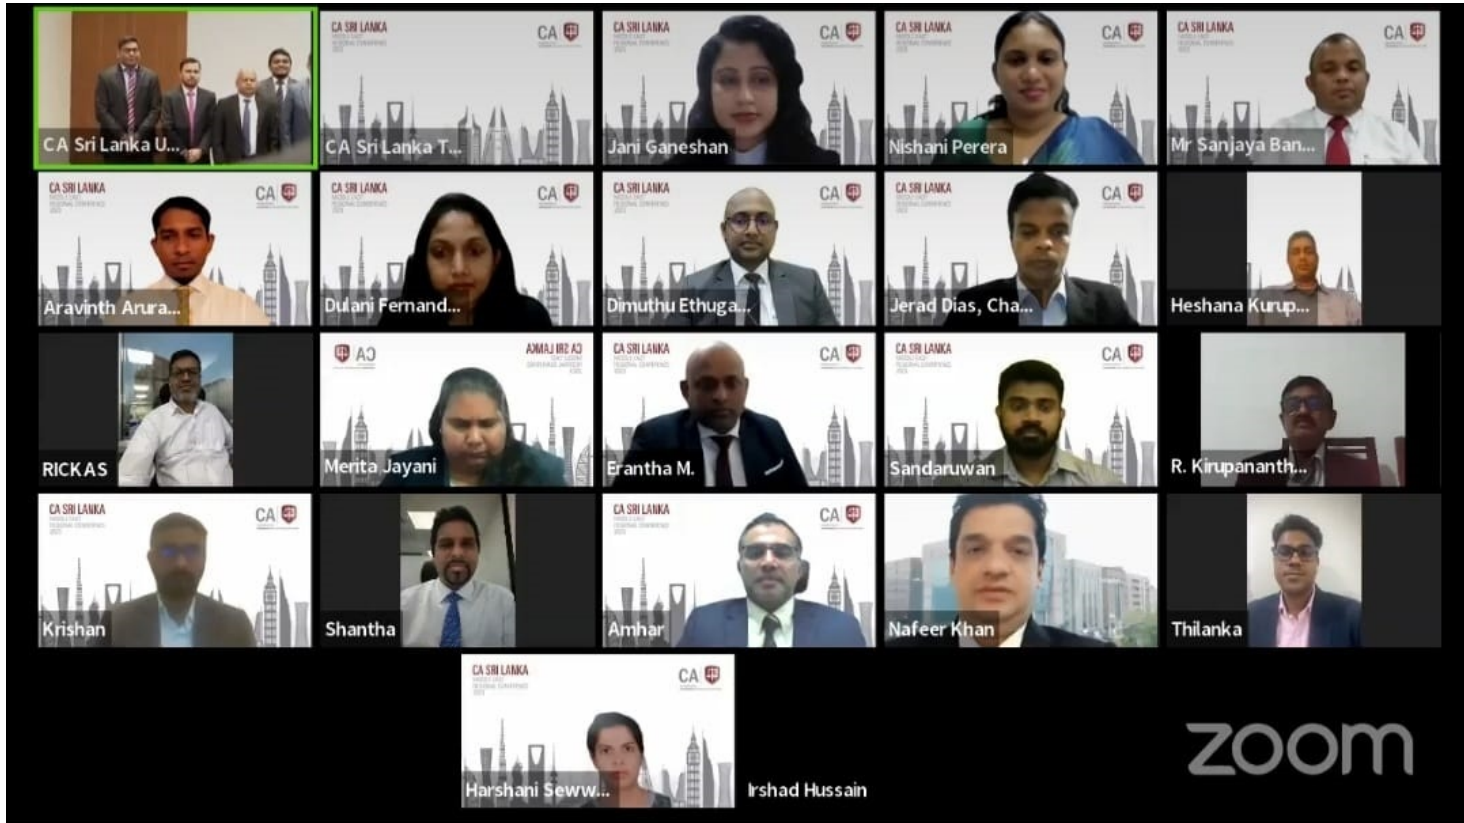 CA SRI LANKA
CA
CA SRI LANKA
CA
CA SRI LANKA
CA
CA SRI LANKA
CA
CA Sri Lanka U...
CA Sri Lanka T...
Jani Ganeshan
Nishani Perera
Mr Sanjaya Ban...
CA SRI LANKA
CA
CA SRI LANKA
CA
CA SRI LANKA
CA
CA SRI LANKA
CA
Aravinth Arura...
Dulani Fernand...
Dimuthu Ethuga...
Jerad Dias, Cha...
Heshana Kurup...
CA
CA SRI LANKA
CA SRI LANKA
CA
CA SRI LANKA
CA
RICKAS
Merita Jayani
Erantha M.
Sandaruwan
R. Kirupananth...
CA SRI LANKA
CA
CA SRI LANKA
CA
Krishan
Shantha
Amhar
Nafeer Khan
Thilanka
CA SRI LANKA
CA
Harshani Seww...
Irshad Hussain
zoom